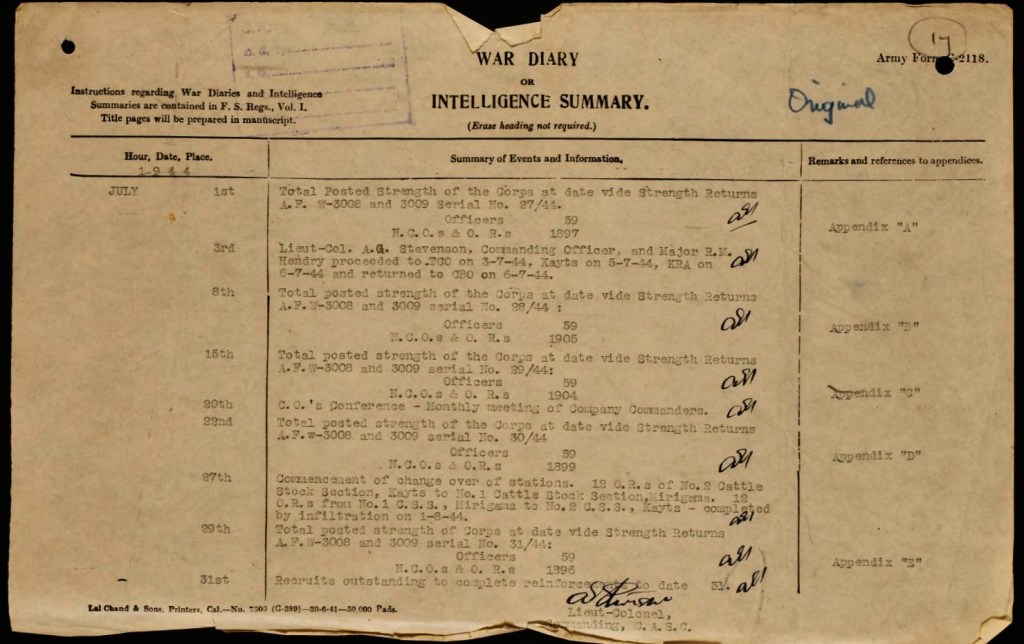 17
WAR DIARY
OR
INTELLIGENCE SUMMARY.
(Erase heading not required.)
Army Form C-2118.
Original
Instructions regarding War Diaries and Intelligence
Summaries are contained in F. S. Regs., Vol. I.
Title pages will be prepared in manuscript.
Hour, Date, Place. Summary of Events and Information. Remarks and references to appendices.
1944
JULY 1st Total Posted Strength of the Corps at date vide Strength Returns
A.F. W-3008 and 3009 Serial No. 27/44.
Officers 59
N.C.O.s & O. R.s 1897 Appendix "A"
3rd Lieut-Col. A.G. Stevenson, Commanding Officer, and Major R.M.
Hendry proceeded to TCC on 3-7-44, Kayts on 5-7-44, KRA on
6-7-44 and returned to CBO on 6-7-44.
8th Total posted strength of the Corps at date vide Strength Returns
A.F.W-3008 and 3009 serial No. 28/44 :
Officers 59
N.C.O.s & O. R.s 1905 Appendix "B"
15th Total posted strength of the Corps at date vide Strength Returns
A.F.W-3008 and 3009 serial No. 29/44:
Officers 59
N.C.O.s & O. R.s 1904 Appendix "C"
20th C.O.'s Conference - Monthly meeting of Company Commanders.
22nd Total posted strength of the Corps at date vide Strength Returns
A.F.w-3008 and 3009 serial No. 30/44
Officers 59
N.C.O.s & O.R.s 1899 Appendix "D"
27th Commencement of change over of stations. 12 O.R.s of No.2 Cattle
Stock Section, Kayts to No.1 Cattle Stock Section,Mirigama. 12
O.R.s from No.1 C.S.S., Mirigama to No.2 C.S.S., Kayts - completed
by infiltration on 1-8-44.
29th Total posted strength of Corps at date vide Strength Returns
A.F.W-3008 and 3009 serial No. 31/44:
Officers 59
N.C.O.s & O. R.s 1896 Appendix "E"
31st Recruits outstanding to complete reinforcements to date 31.
Lieut-Colonel,
Commanding, C.A.S.C.
Lal Chand & Sons, Printers, Cal.—No. 7503 (G-389)—30-6-41—50,000 Pads.